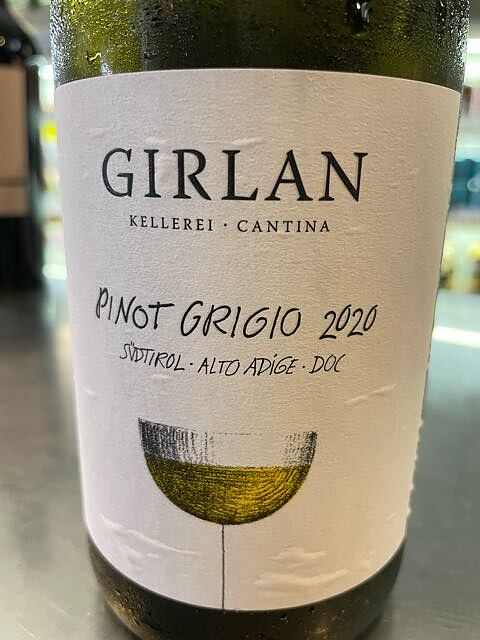 GIRLAN
KELLEREI · CANTINA
PINOT GRIGIO 2020
SÜDTIROL · ALTO ADIGE · DOC